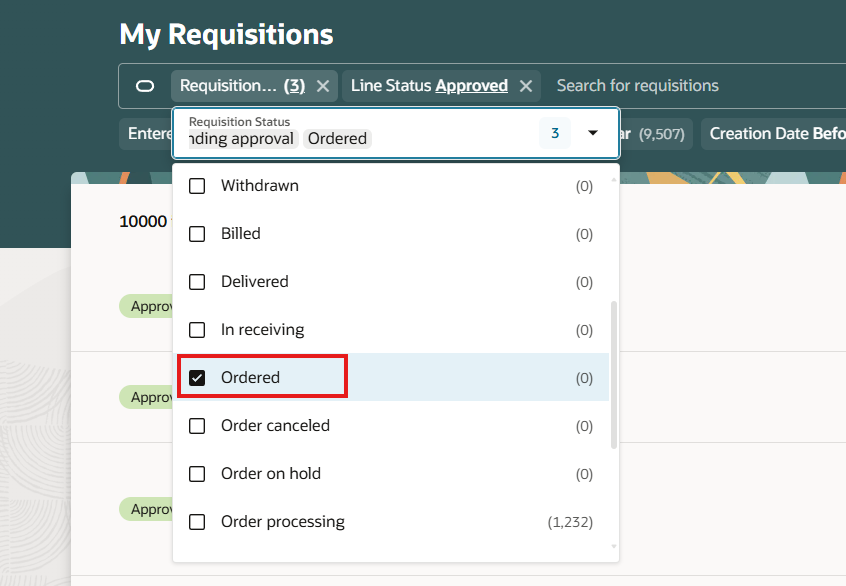 My Requisitions
Requisition... (3) Line Status Approved Search for requisitions
Requisition Status
nding approval Ordered 3
Entere ar (9,507) Creation Date Befo
10000
Withdrawn (0)
Billed (0)
Delivered (0)
Approv
In receiving (0)
Ordered (0)
Approv
Order canceled (0)
Order on hold (0)
Approv
Order processing (1,232)